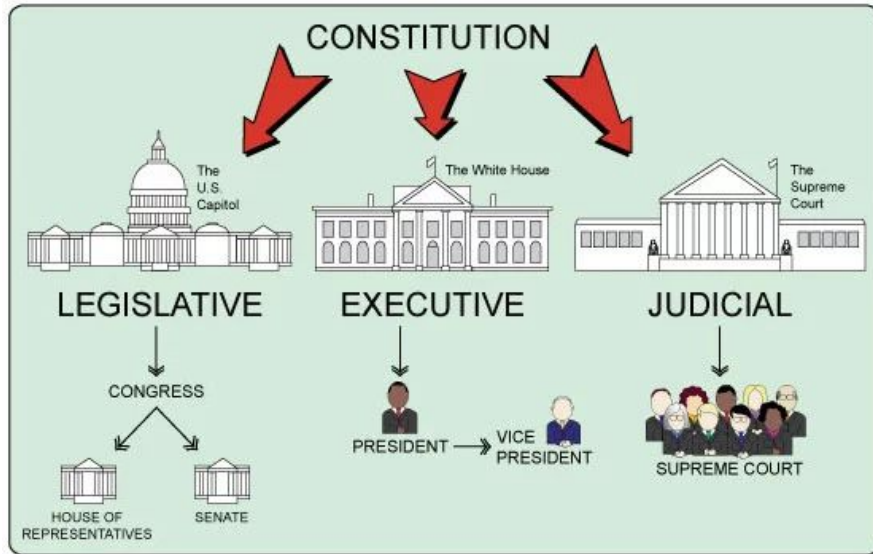 CONSTITUTION
The
U.S.
Capitol
The White House
The
Supreme
Court
LEGISLATIVE
EXECUTIVE
JUDICIAL
CONGRESS
PRESIDENT
VICE
PRESIDENT
SUPREME COURT
HOUSE OF
REPRESENTATIVES
SENATE